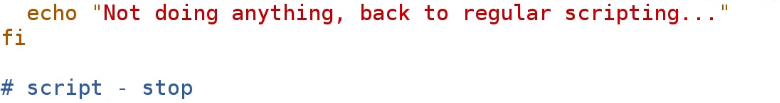 echo "Not doing anything, back to regular scripting..."
fi
# script - stop